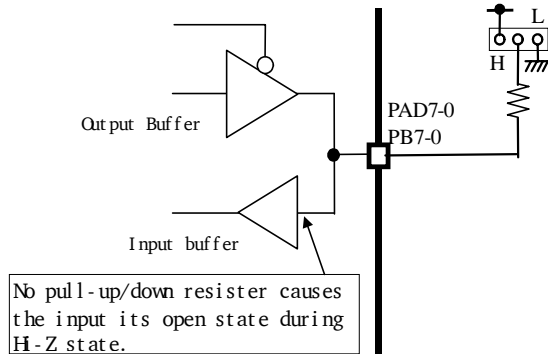 L
H
PAD7-0
PB7-0
Output Buffer
Input buffer
No pull-up/down resister causes
the input its open state during
Hi-Z state.